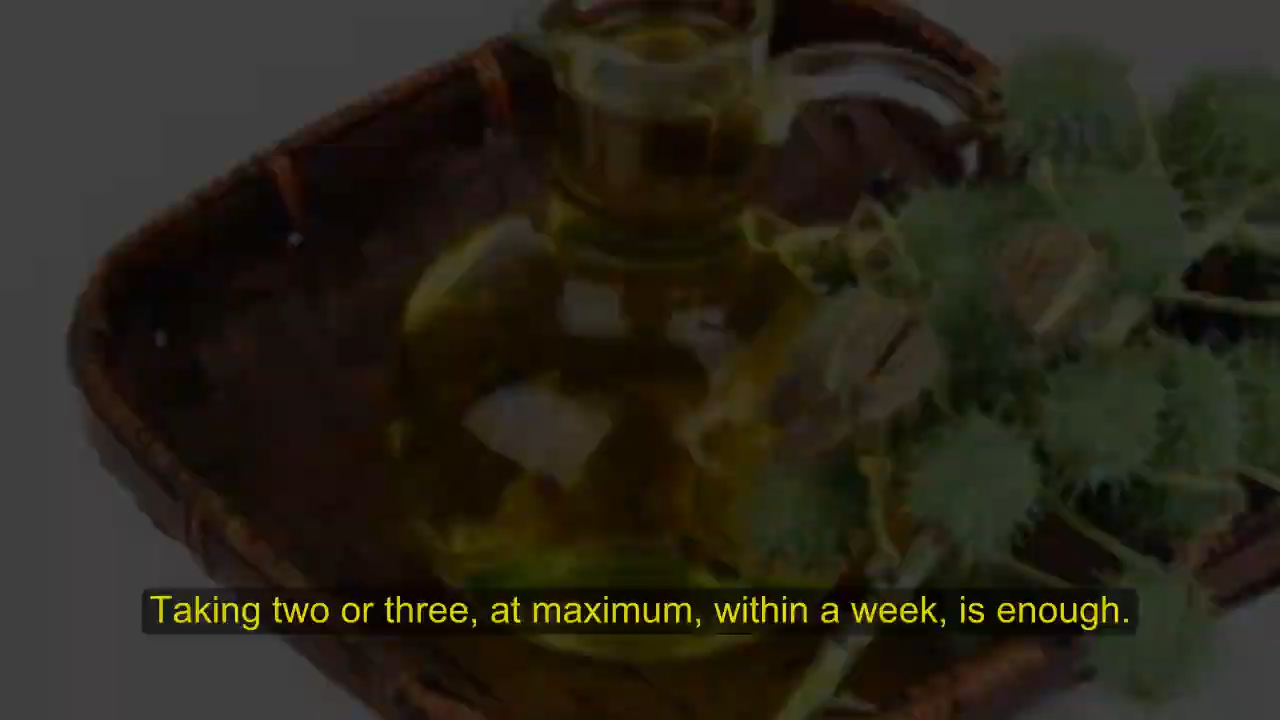 Taking two or three, at maximum, within a week, is enough.